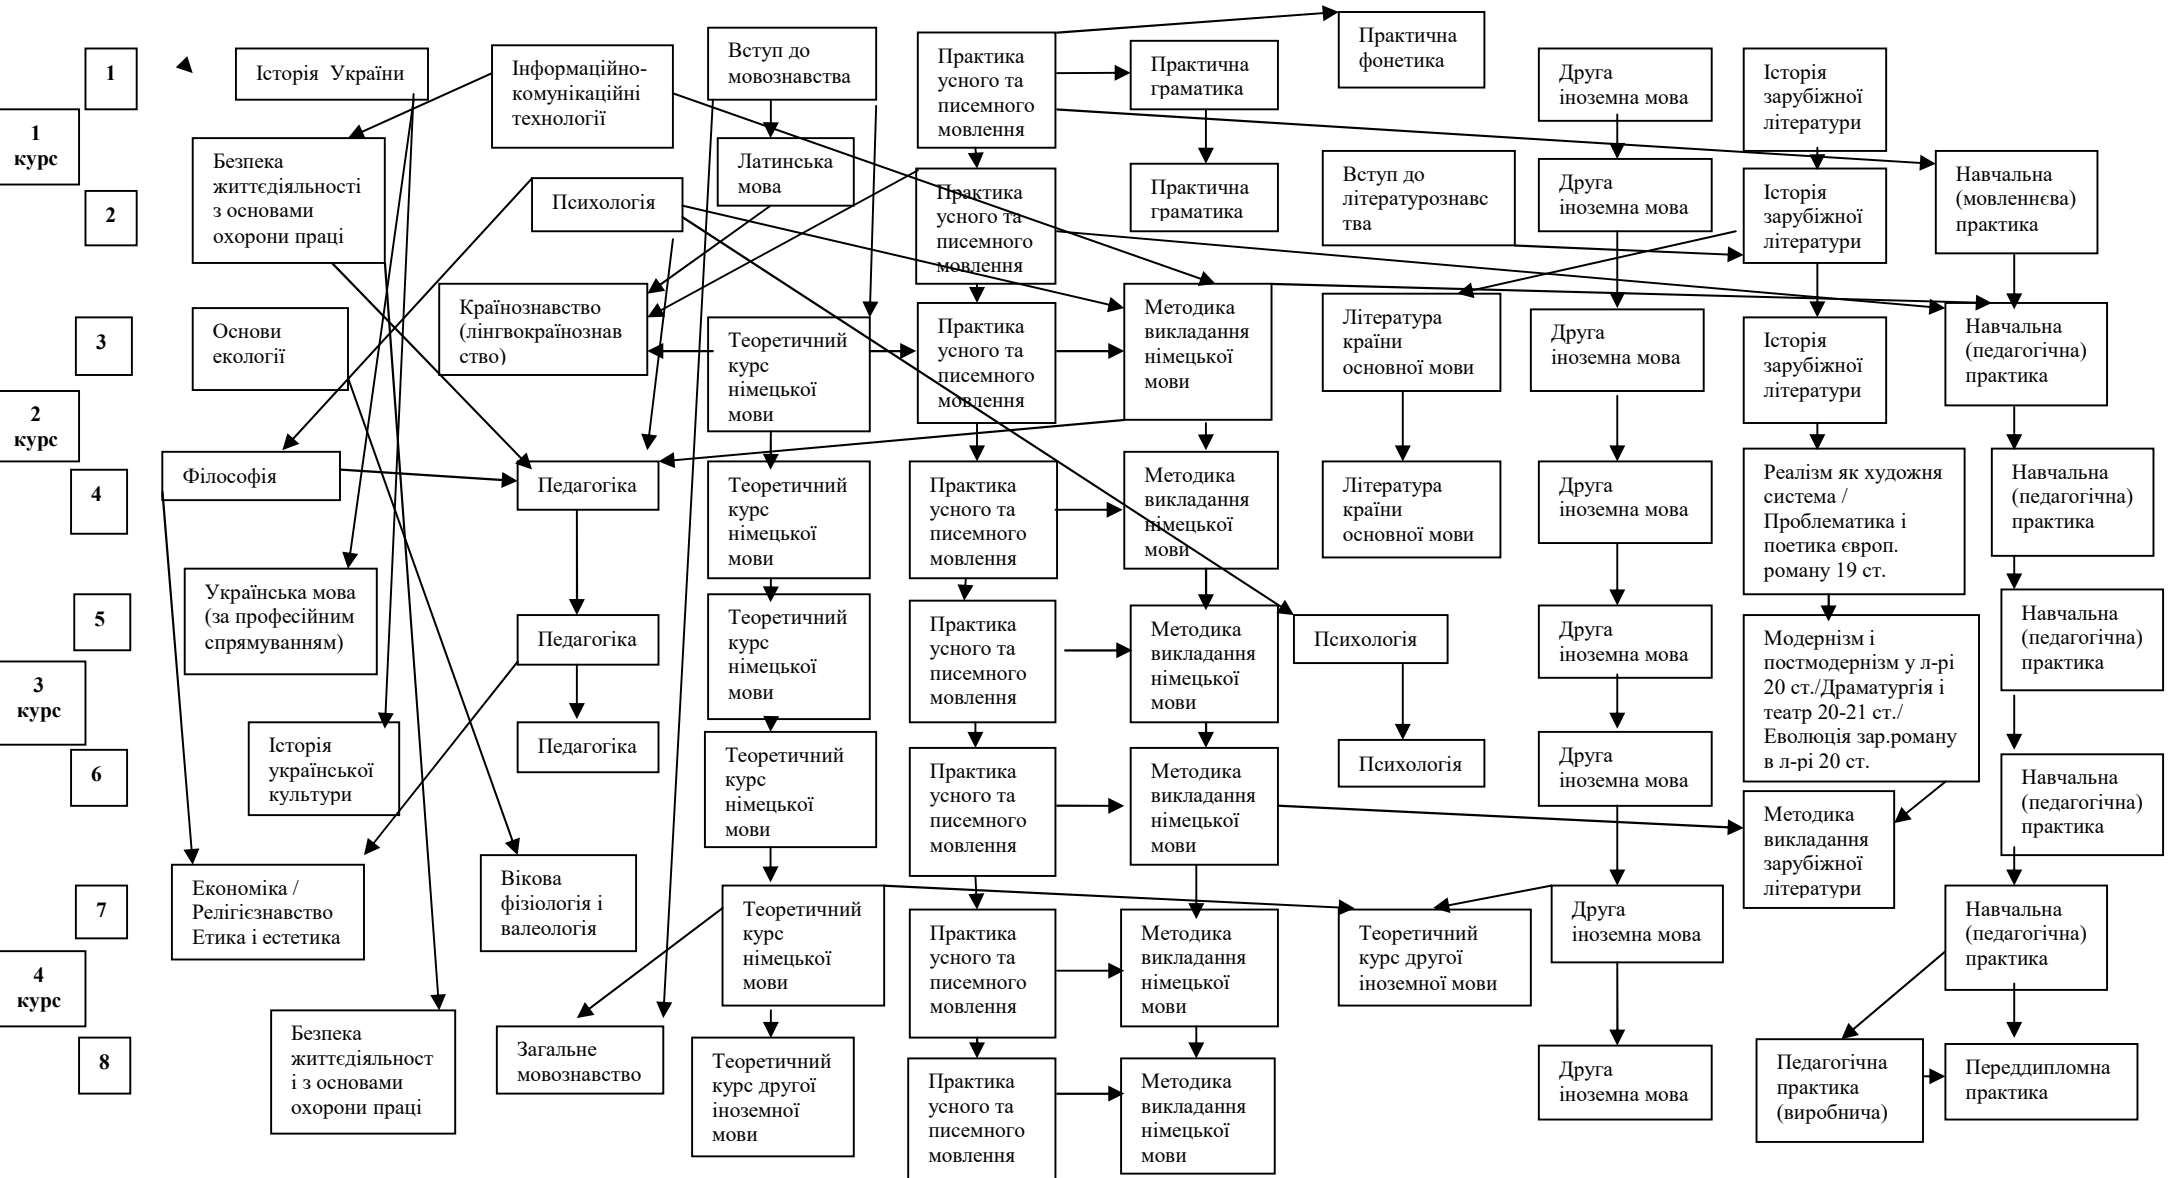 1
1
курс
2
3
2
курс
4
5
3
курс
6
7
4
курс
8
Історія  України
Інформаційно-
комунікаційні
технології
Вступ до
мовознавства
Практика
усного та
писемного
мовлення
Практична
граматика
Практична
фонетика
Друга
іноземна мова
Історія
зарубіжної
літератури
Безпека
життєдіяльності
з основами
охорони праці
Психологія
Латинська
мова
Практика
усного та
писемного
мовлення
Практична
граматика
Вступ до
літературознавс
тва
Друга
іноземна мова
Історія
зарубіжної
літератури
Навчальна
(мовленнєва)
практика
Основи
екології
Країнознавство
(лінгвокраїнознав
ство)
Теоретичний
курс
німецької
мови
Практика
усного та
писемного
мовлення
Методика
викладання
німецької
мови
Література
країни
основної мови
Друга
іноземна мова
Історія
зарубіжної
літератури
Навчальна
(педагогічна)
практика
Філософія
Педагогіка
Теоретичний
курс
німецької
мови
Практика
усного та
писемного
мовлення
Методика
викладання
німецької
мови
Література
країни
основної мови
Друга
іноземна мова
Реалізм як художня
система /
Проблематика і
поетика європ.
роману 19 ст.
Навчальна
(педагогічна)
практика
Українська мова
(за професійним
спрямуванням)
Педагогіка
Теоретичний
курс
німецької
мови
Практика
усного та
писемного
мовлення
Методика
викладання
німецької
мови
Психологія
Друга
іноземна мова
Модернізм і
постмодернізм у л-рі
20 ст./Драматургія і
театр 20-21 ст./
Еволюція зар.роману
в л-рі 20 ст.
Навчальна
(педагогічна)
практика
Історія
української
культури
Педагогіка
Теоретичний
курс
німецької
мови
Практика
усного та
писемного
мовлення
Методика
викладання
німецької
мови
Психологія
Друга
іноземна мова
Методика
викладання
зарубіжної
літератури
Навчальна
(педагогічна)
практика
Економіка /
Релігієзнавство
Етика і естетика
Вікова
фізіологія і
валеологія
Теоретичний
курс
німецької
мови
Практика
усного та
писемного
мовлення
Методика
викладання
німецької
мови
Теоретичний
курс другої
іноземної мови
Друга
іноземна мова
Навчальна
(педагогічна)
практика
Безпека
життєдіяльност
і з основами
охорони праці
Загальне
мовознавство
Теоретичний
курс другої
іноземної
мови
Практика
усного та
писемного
мовлення
Методика
викладання
німецької
мови
Друга
іноземна мова
Педагогічна
практика
(виробнича)
Переддипломна
практика